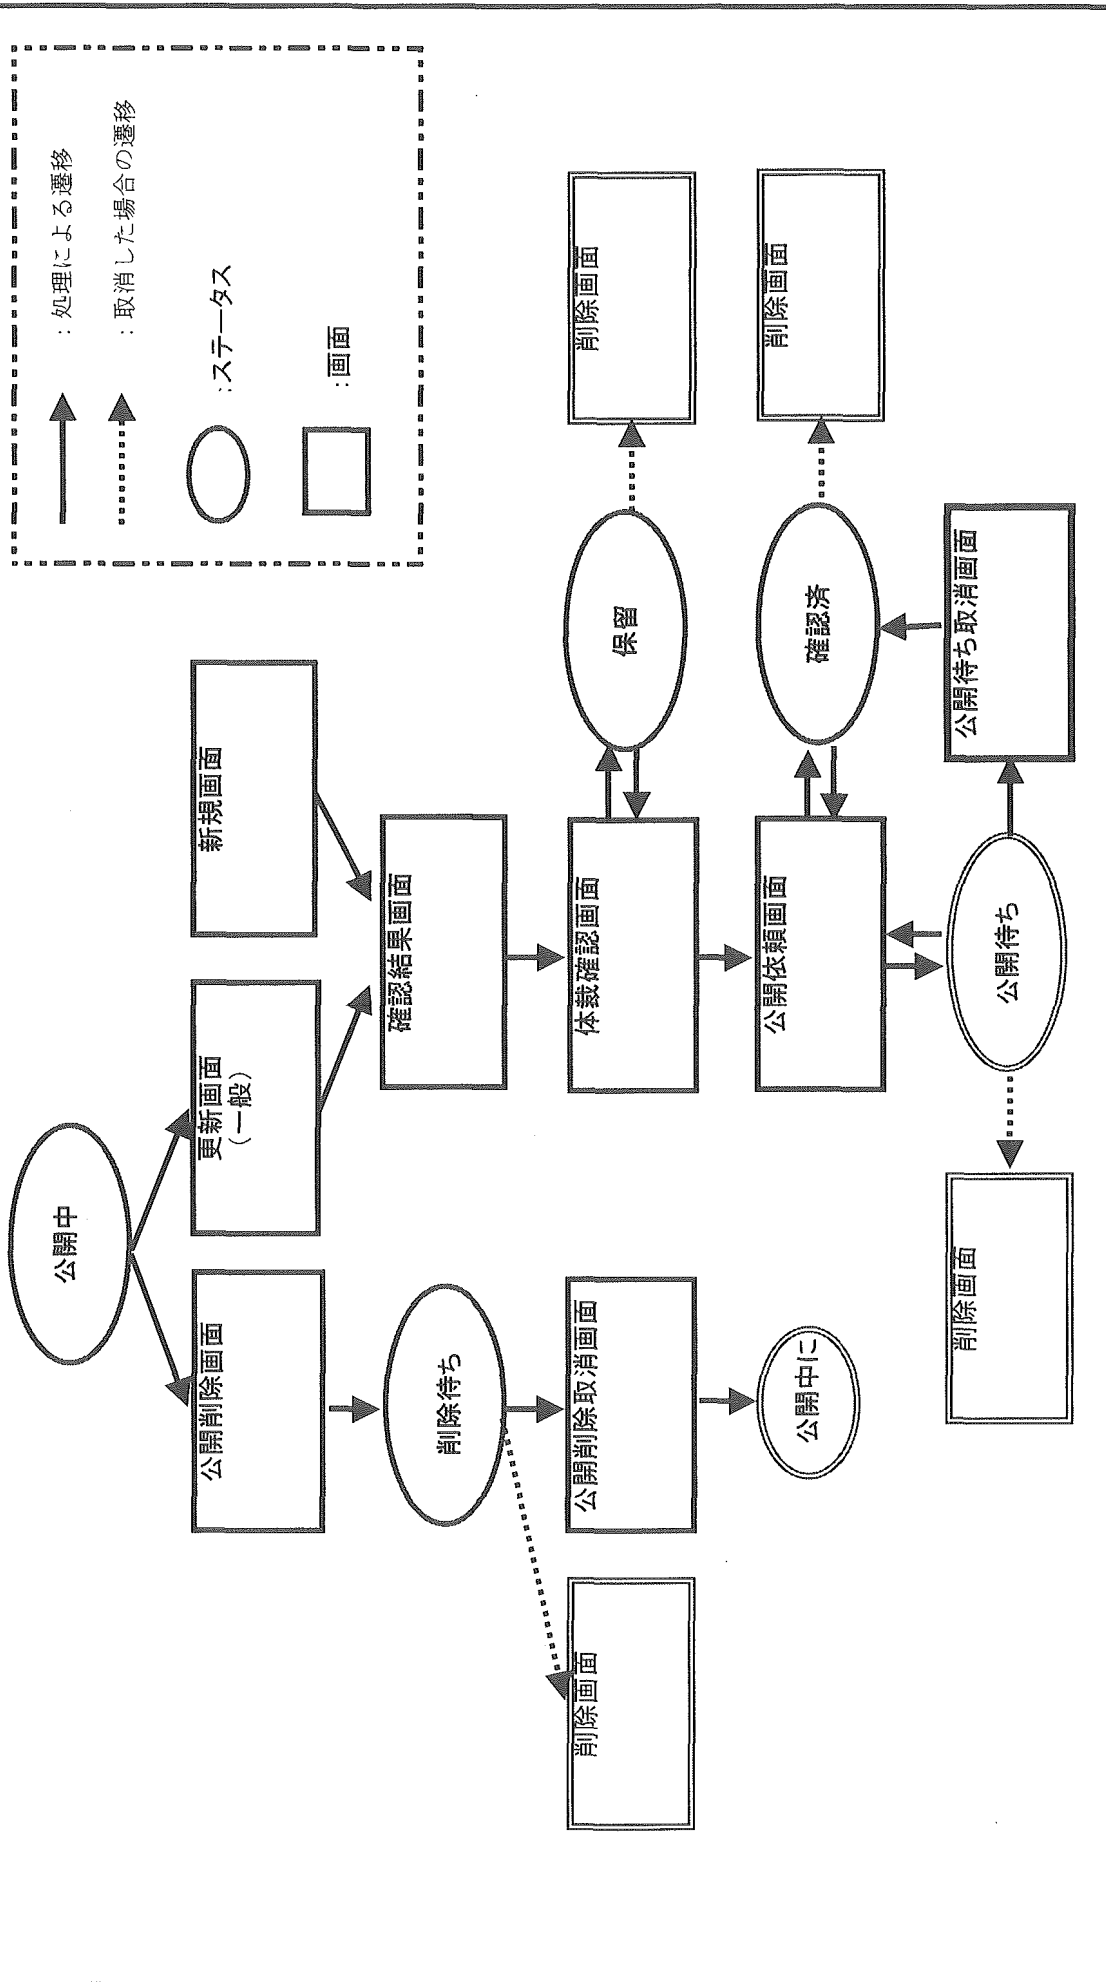 ：処理による遷移
：取消した場合の遷移
：ステータス
：画面
公開中
公開削除画面
更新画面
（一般）
新規画面
削除待ち
確認結果画面
削除画面
公開削除取消画面
体裁確認画面
保留
削除画面
公開中に
公開依頼画面
確認済
削除画面
削除画面
公開待ち
公開待ち取消画面